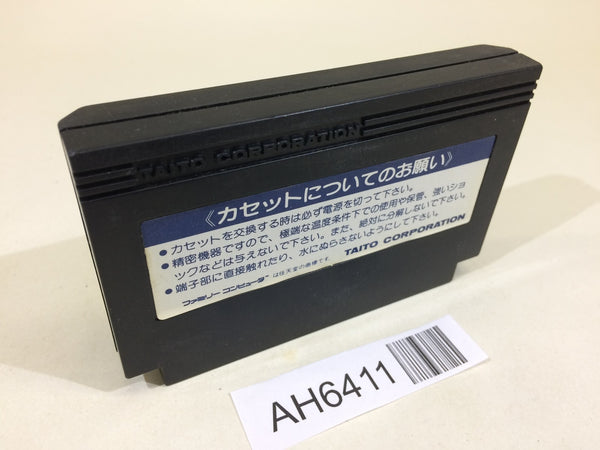 TAITO CORPORATION
《カセットについてのお願い》
●カセットを交換する時は必ず電源を切って下さい。
●精密機器ですので、極端な温度条件下での使用や保管、強いショ
ックなどは与えないで下さい。また、絶対に分解しないで下さい。
●端子部に直接触れたり、水にぬらさないようにして下さい。
ファミリーコンピュータは任天堂の商標です。
TAITO CORPORATION
AH6411